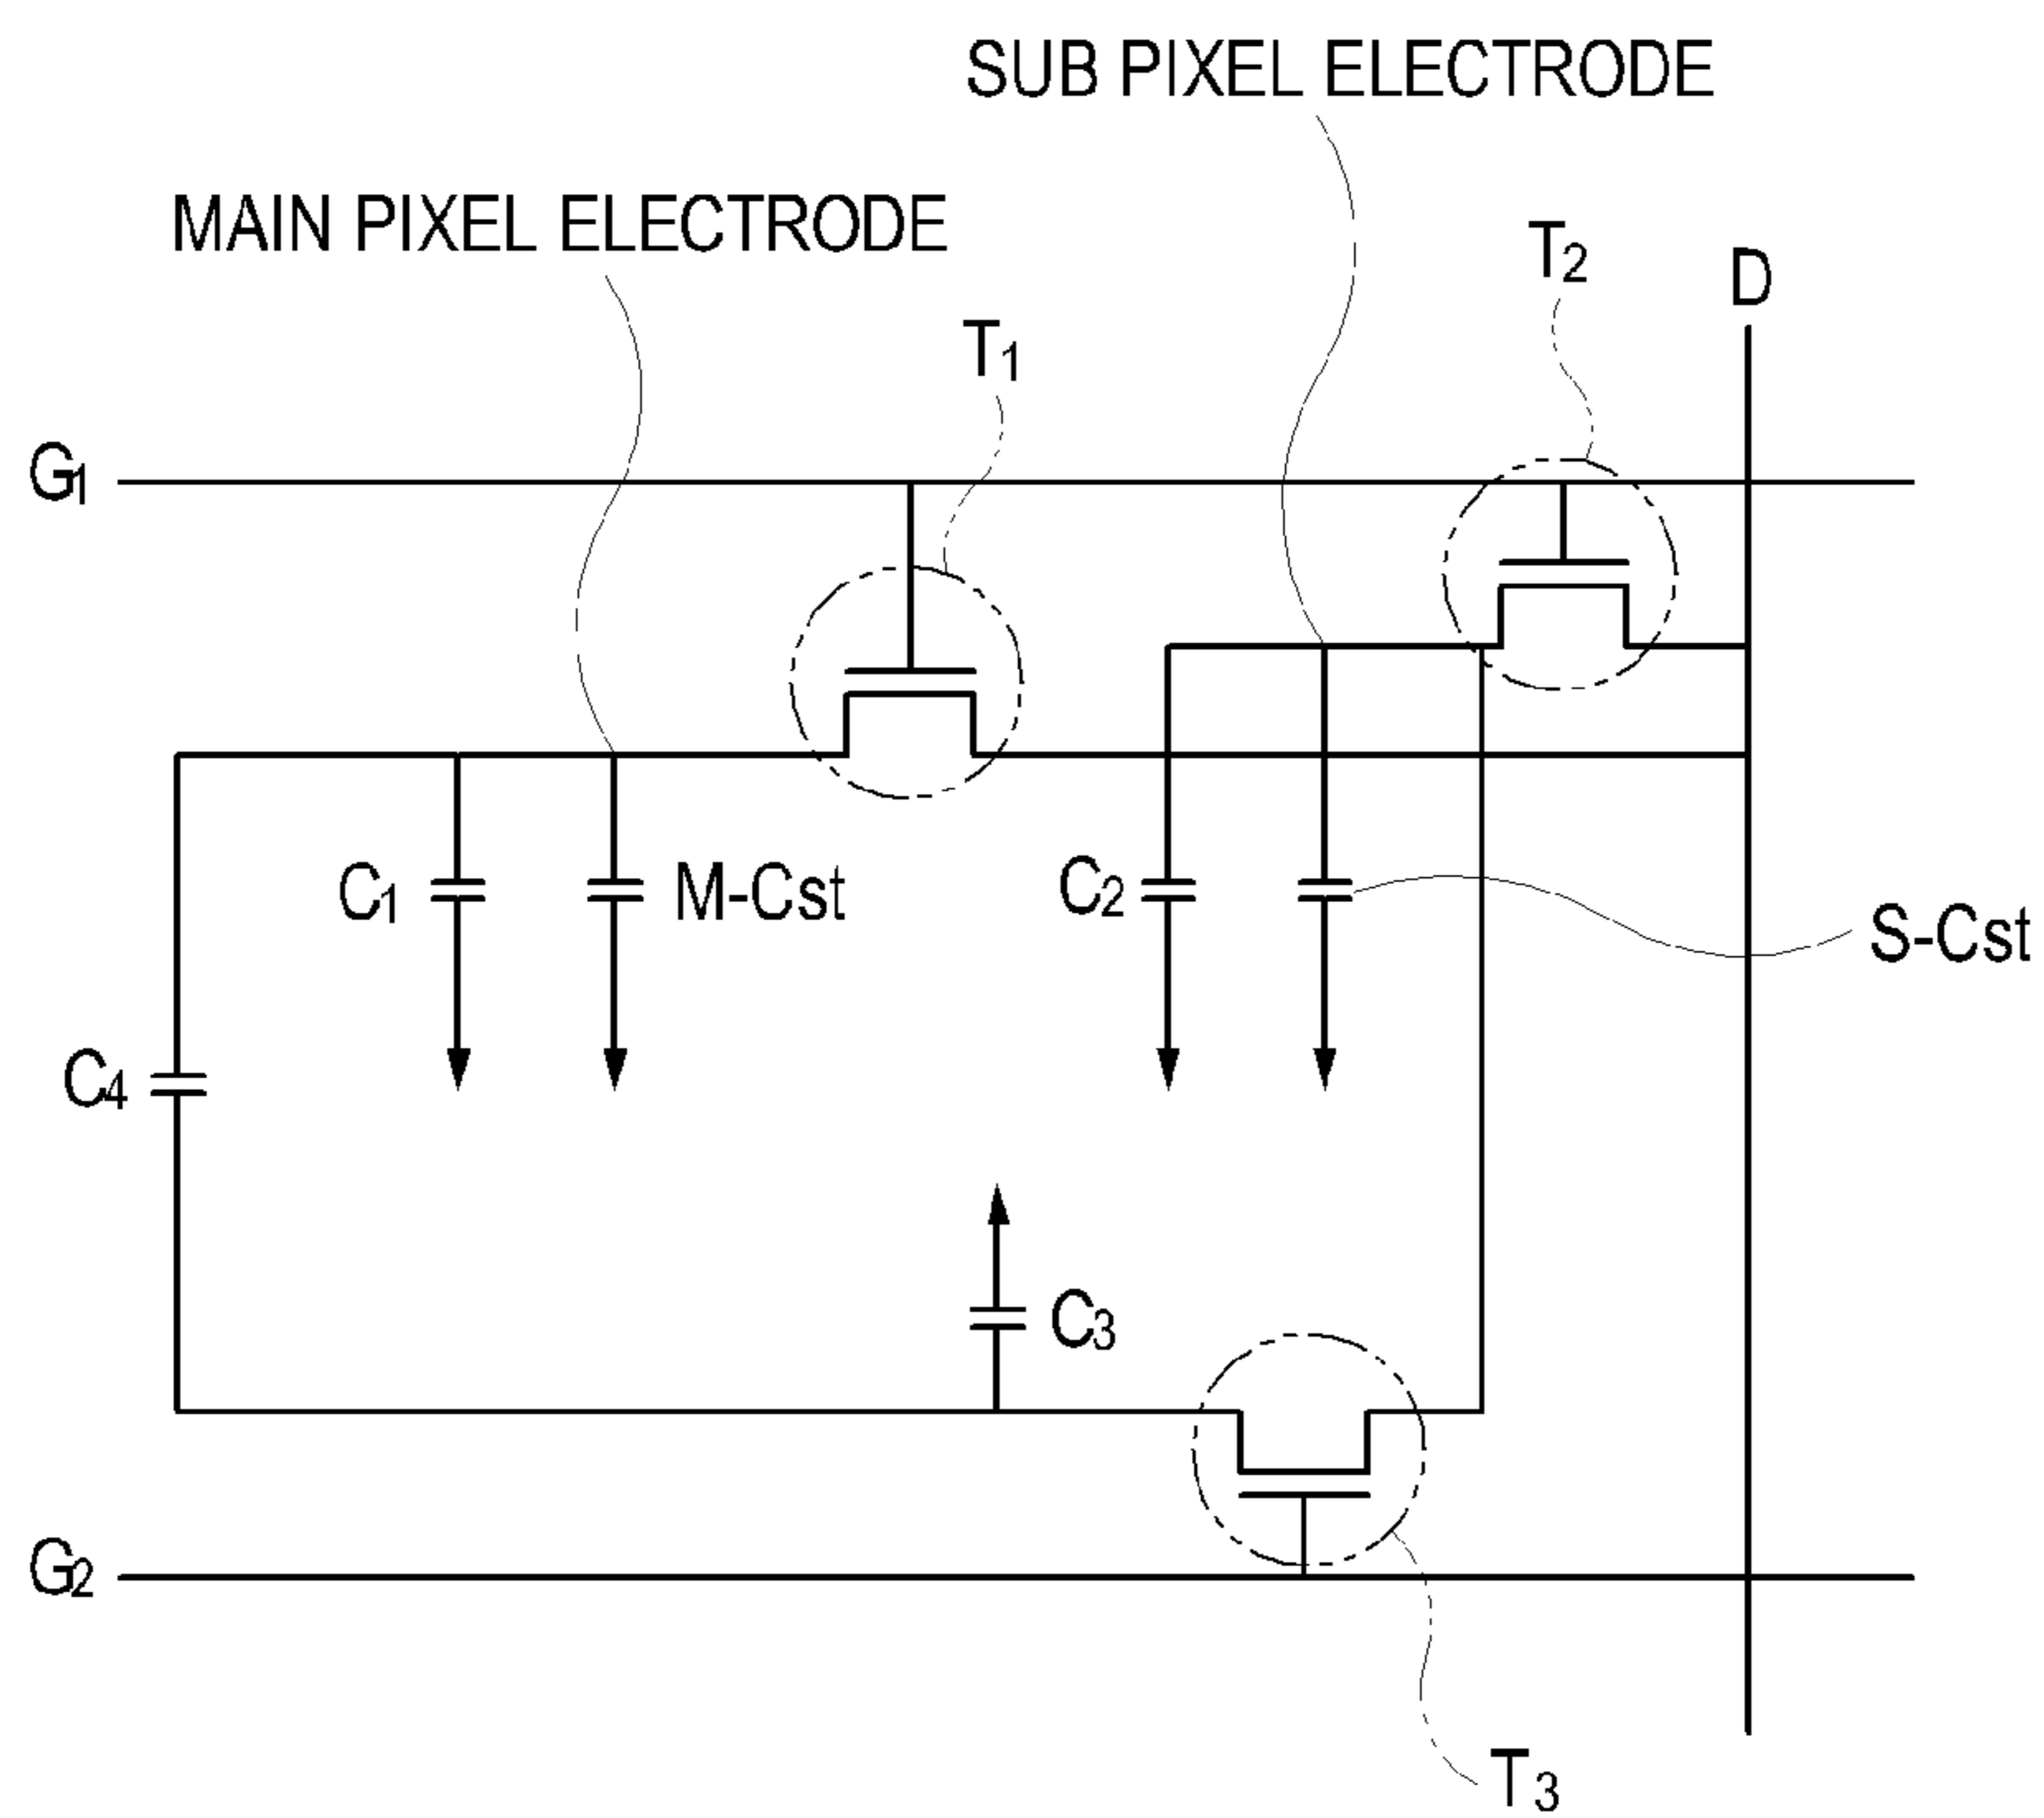 SUB PIXEL ELECTRODE
MAIN PIXEL ELECTRODE
T2
D
T1
G1
C1
M-Cst
C2
S-Cst
C4
C3
G2
T3